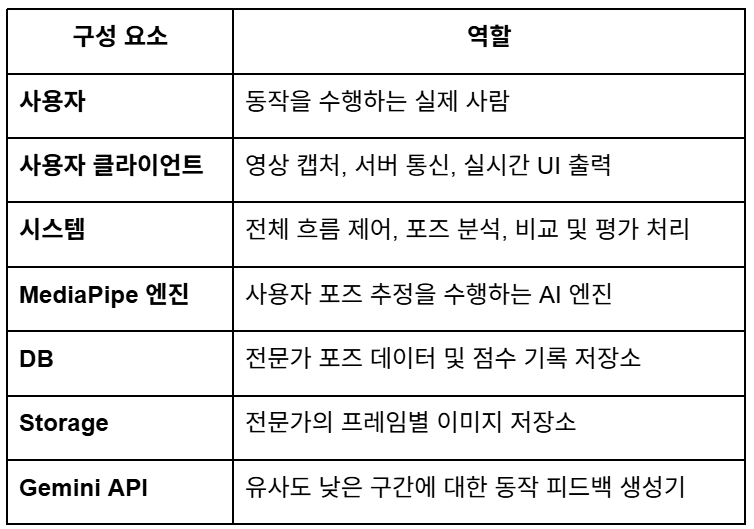 구성 요소 역할
사용자 동작을 수행하는 실제 사람
사용자 클라이언트 영상 캡처, 서버 통신, 실시간 UI 출력
시스템 전체 흐름 제어, 포즈 분석, 비교 및 평가 처리
MediaPipe 엔진 사용자 포즈 추정을 수행하는 AI 엔진
DB 전문가 포즈 데이터 및 점수 기록 저장소
Storage 전문가의 프레임별 이미지 저장소
Gemini API 유사도 낮은 구간에 대한 동작 피드백 생성기